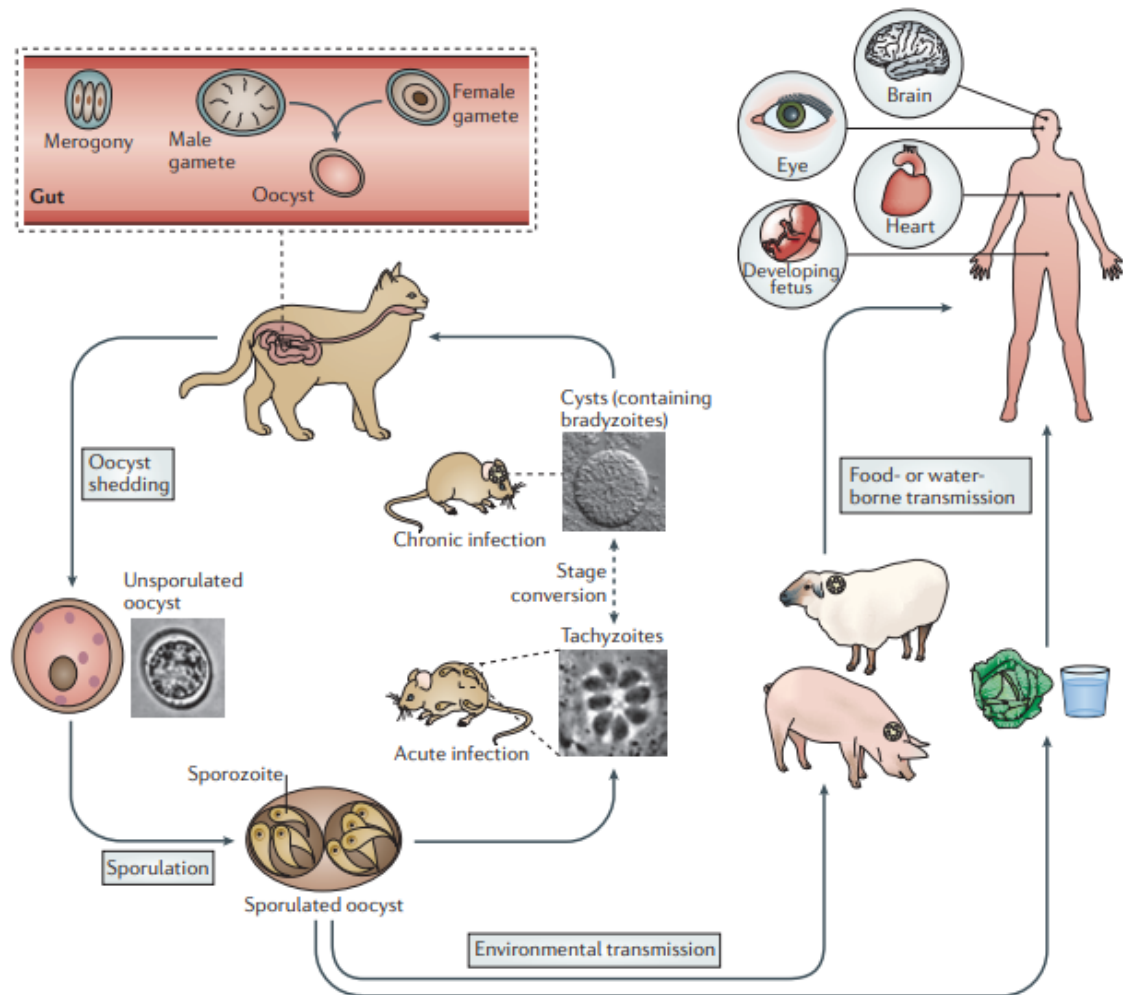 Merogony
Male
gamete
Female
gamete
Oocyst
Gut
Brain
Eye
Heart
Developing
fetus
Oocyst
shedding
Cysts (containing
bradyzoites)
Chronic infection
Stage
conversion
Food- or water-
borne transmission
Unsporulated
oocyst
Tachyzoites
Acute infection
Sporozoite
Sporulation
Sporulated oocyst
Environmental transmission